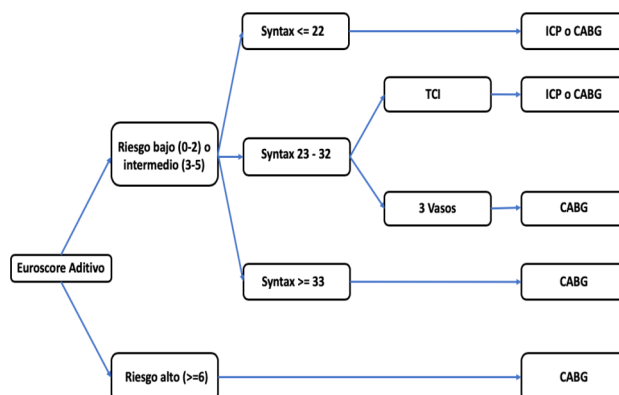 Syntax <= 22
ICP o CABG
TCI
ICP o CABG
Riesgo bajo (0-2) o
intermedio (3-5)
Syntax 23 - 32
3 Vasos
CABG
Euroscore Aditivo
Syntax >= 33
CABG
Riesgo alto (>=6)
CABG